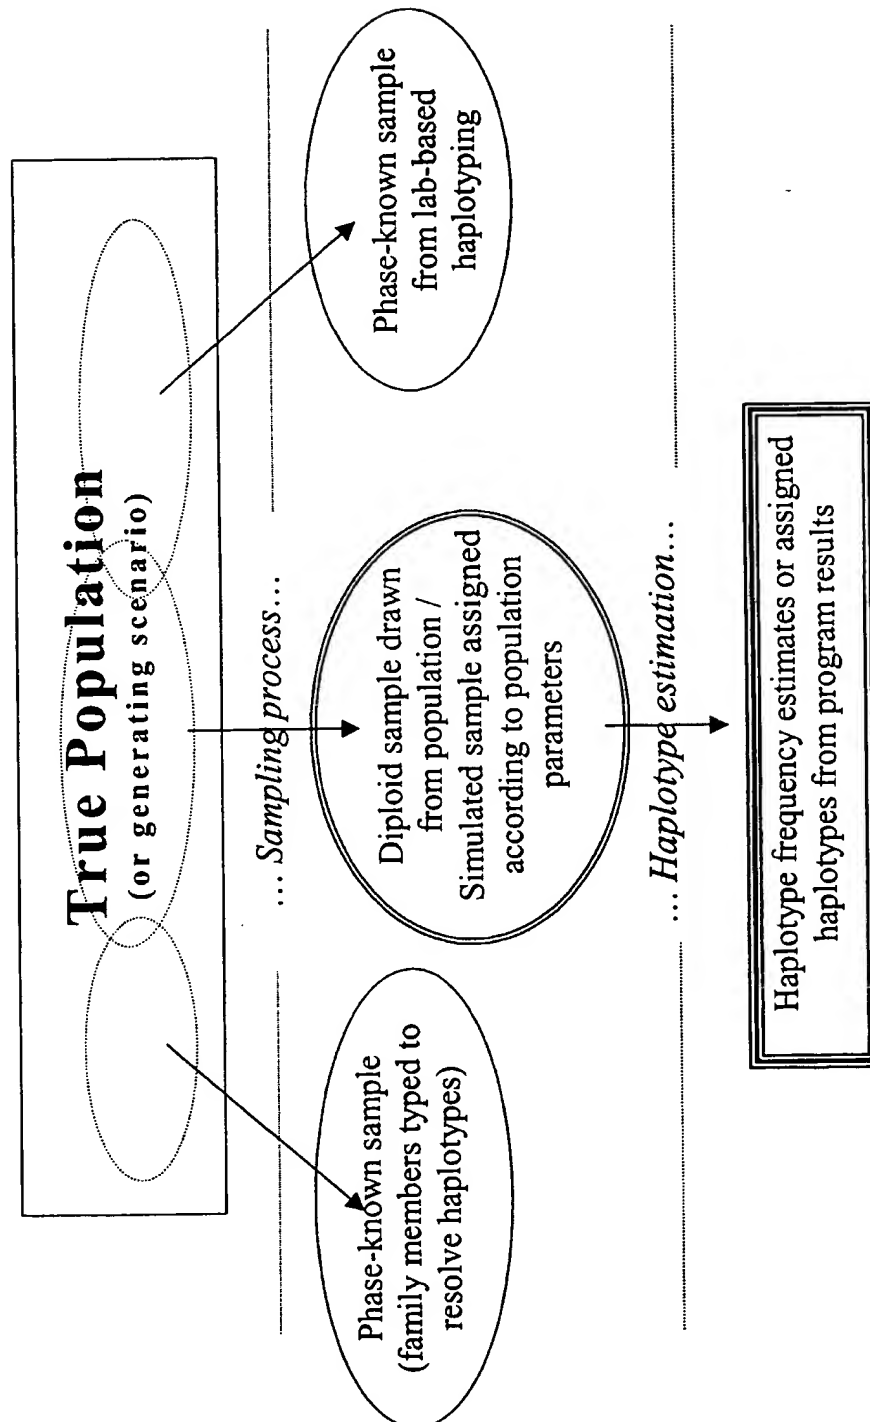 True Population
(or generating scenario)
… Sampling process…
Phase-known sample
(family members typed to
resolve haplotypes)
Diploid sample drawn
from population /
Simulated sample assigned
according to population
parameters
Phase-known sample
from lab-based
haplotyping
… Haplotype estimation…
Haplotype frequency estimates or assigned
haplotypes from program results